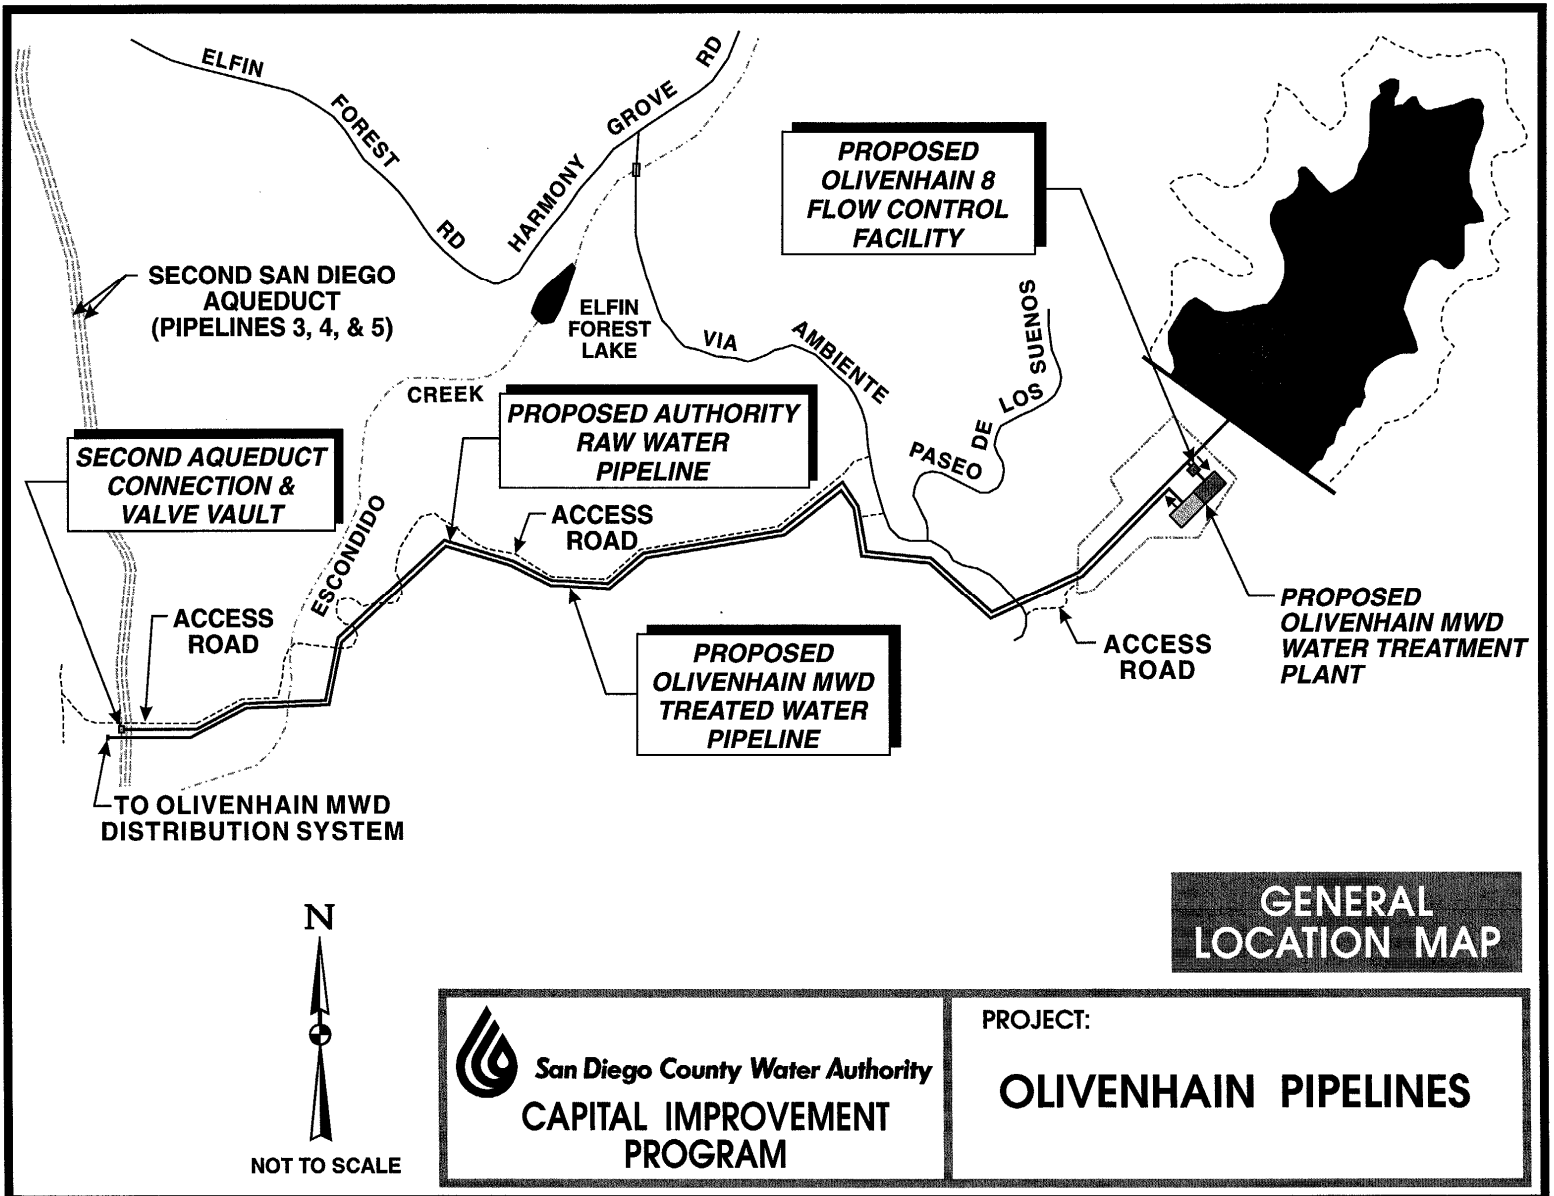 ELFIN
FOREST
RD
HARMONY
GROVE
RD
PROPOSED
OLIVENHAIN 8
FLOW CONTROL
FACILITY
SECOND SAN DIEGO
AQUEDUCT
(PIPELINES 3, 4, & 5)
ELFIN
FOREST
LAKE
VIA
AMBIENTE
PASEO
DE
LOS
SUENOS
CREEK
ESCONDIDO
PROPOSED AUTHORITY
RAW WATER
PIPELINE
SECOND AQUEDUCT
CONNECTION &
VALVE VAULT
ACCESS
ROAD
ACCESS
ROAD
PROPOSED
OLIVENHAIN MWD
TREATED WATER
PIPELINE
ACCESS
ROAD
PROPOSED
OLIVENHAIN MWD
WATER TREATMENT
PLANT
TO OLIVENHAIN MWD
DISTRIBUTION SYSTEM
GENERAL
LOCATION MAP
N
NOT TO SCALE
San Diego County Water Authority
CAPITAL IMPROVEMENT
PROGRAM
PROJECT:
OLIVENHAIN PIPELINES